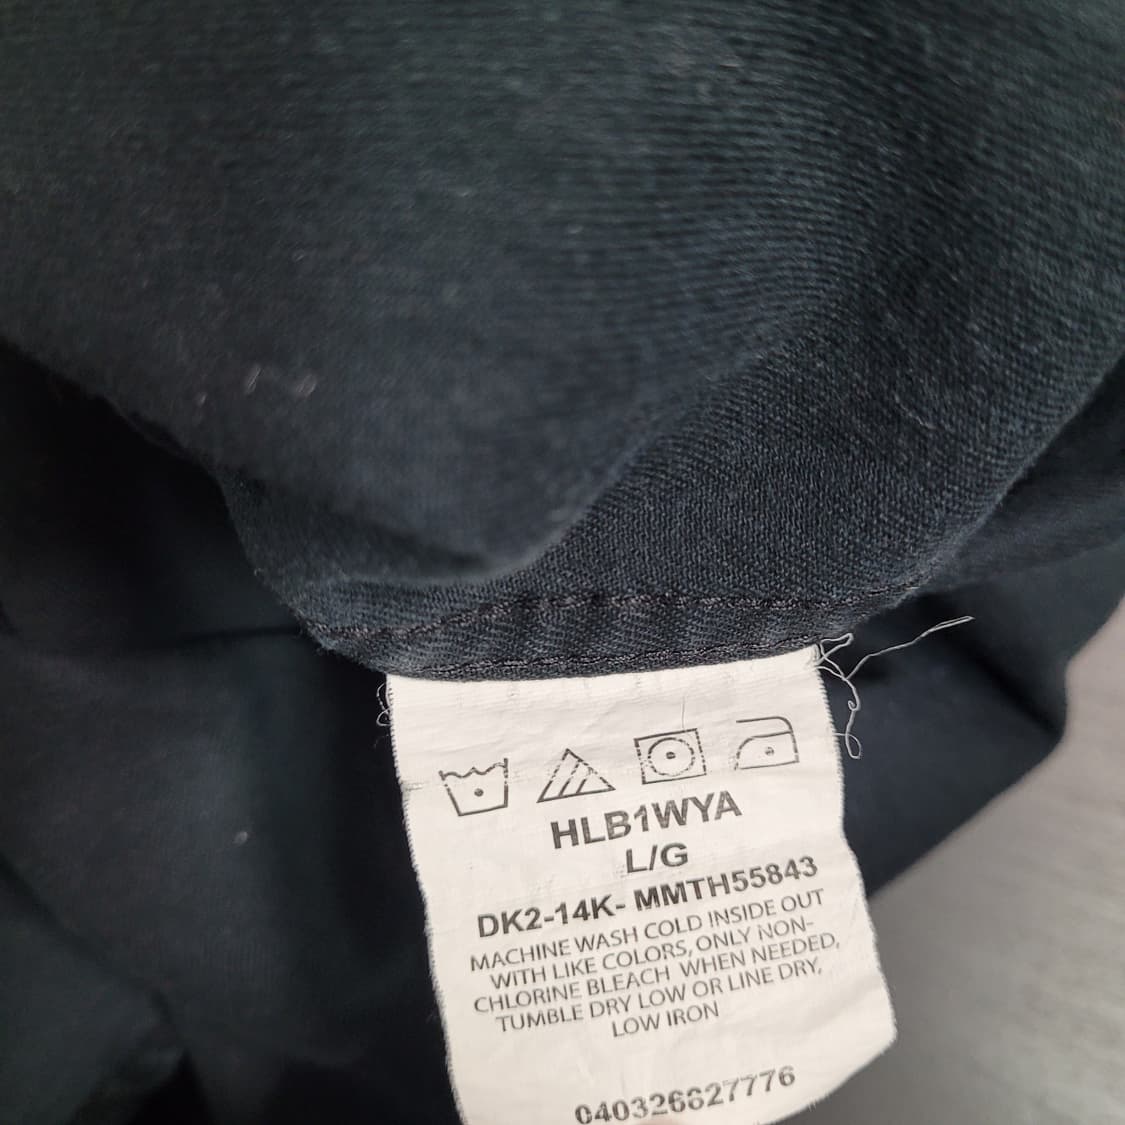 HLB1WYA
L/G
DK2-14K- MMTH55843
MACHINE WASH COLD INSIDE OUT
WITH LIKE COLORS, ONLY NON-
CHLORINE BLEACH WHEN NEEDED,
TUMBLE DRY LOW OR LINE DRY,
LOW IRON
040326627776